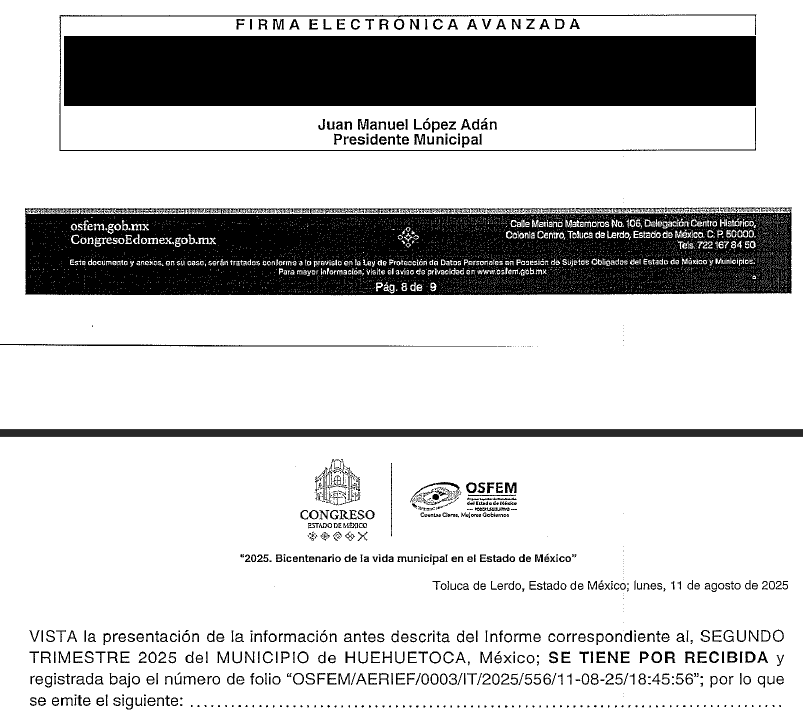 FIRMA ELECTRÓNICA AVANZADA
Juan Manuel López Adán
Presidente Municipal
osfem.gob.mx
CongresoEdomex.gob.mx
Calle Mariano Matamoros No. 106, Delegación Centro Histórico,
Colonia Centro, Toluca de Lerdo, Estado de México. C. P. 50000.
Tels. 722 167 84 50
Este documento y anexos, en su caso, serán tratados conforme a lo previsto en la Ley de Protección de Datos Personales en Posesión de Sujetos Obligados del Estado de México y Municipios.
Para mayor información, visite el aviso de privacidad en www.osfem.gob.mx
Pág. 8 de 9
CONGRESO
ESTADO DE MÉXICO
OSFEM
Cuentas Claras, Mejores Gobiernos
"2025. Bicentenario de la vida municipal en el Estado de México"
Toluca de Lerdo, Estado de México; lunes, 11 de agosto de 2025
VISTA la presentación de la información antes descrita del Informe correspondiente al, SEGUNDO
TRIMESTRE 2025 del MUNICIPIO de HUEHUETOCA, México; SE TIENE POR RECIBIDA y
registrada bajo el número de folio "OSFEM/AERIEF/0003/IT/2025/556/11-08-25/18:45:56"; por lo que
se emite el siguiente: ........................................................................